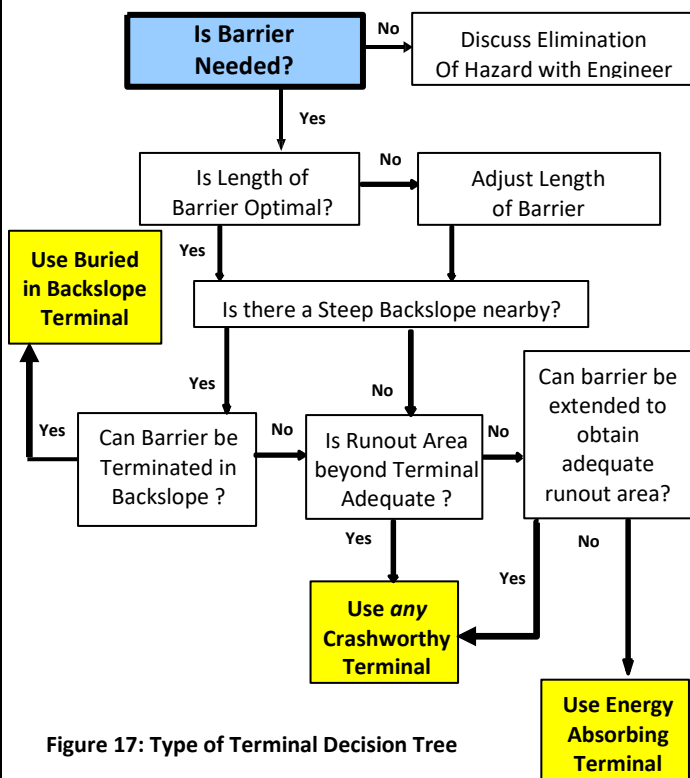 Is Barrier
Needed?
No
Discuss Elimination
Of Hazard with Engineer
Yes
Is Length of
Barrier Optimal?
No
Adjust Length
of Barrier
Yes
Use Buried
in Backslope
Terminal
Is there a Steep Backslope nearby?
Yes
No
Can barrier be
extended to
obtain
adequate
runout area?
Yes
Can Barrier be
Terminated in
Backslope ?
No
Is Runout Area
beyond Terminal
Adequate ?
No
Yes
No
Yes
Use any
Crashworthy
Terminal
Use Energy
Absorbing
Terminal
Figure 17: Type of Terminal Decision Tree